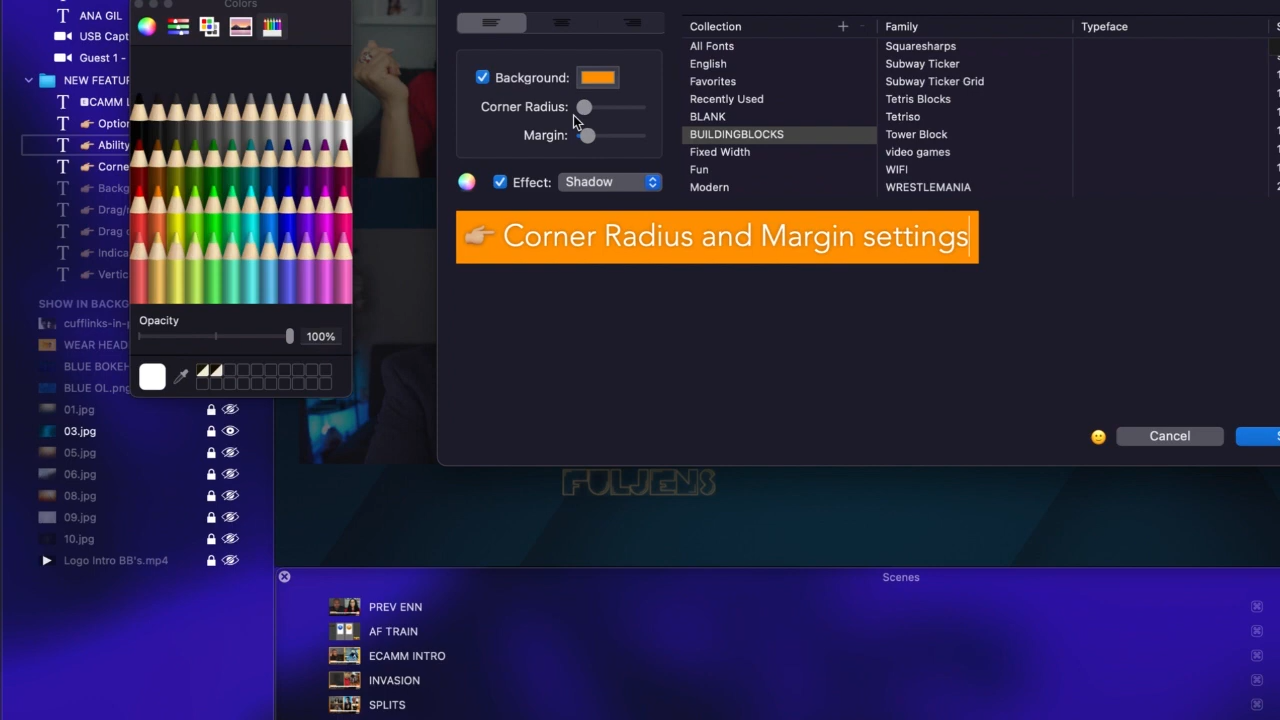 Colors
ANA GIL
USB Capt
Guest 1 -
NEW FEATUR
CAMM L
👉🏼 Option
👉🏼 Ability
👉🏼 Corne
👉🏼 Backg
👉🏼 Drag/r
👉🏼 Drag
👉🏼 Indica
👉🏼 Vertic
SHOW IN BACKG
cufflinks-in-p
WEAR HEAD
BLUE BOKEH
BLUE OL.png
01.jpg
03.jpg
05.jpg
06.jpg
08.jpg
09.jpg
10.jpg
Logo Intro BB's.mp4
Opacity
100%
Background:
Corner Radius:
Margin:
Effect: Shadow
Collection
All Fonts
English
Favorites
Recently Used
BLANK
BUILDINGBLOCKS
Fixed Width
Fun
Modern
Family
Squaresharps
Subway Ticker
Subway Ticker Grid
Tetris Blocks
Tetriso
Tower Block
video games
WIFI
WRESTLEMANIA
Typeface
👉🏼 Corner Radius and Margin settings
Cancel
FULJENS
Scenes
PREV ENN
AF TRAIN
ECAMM INTRO
INVASION
SPLITS